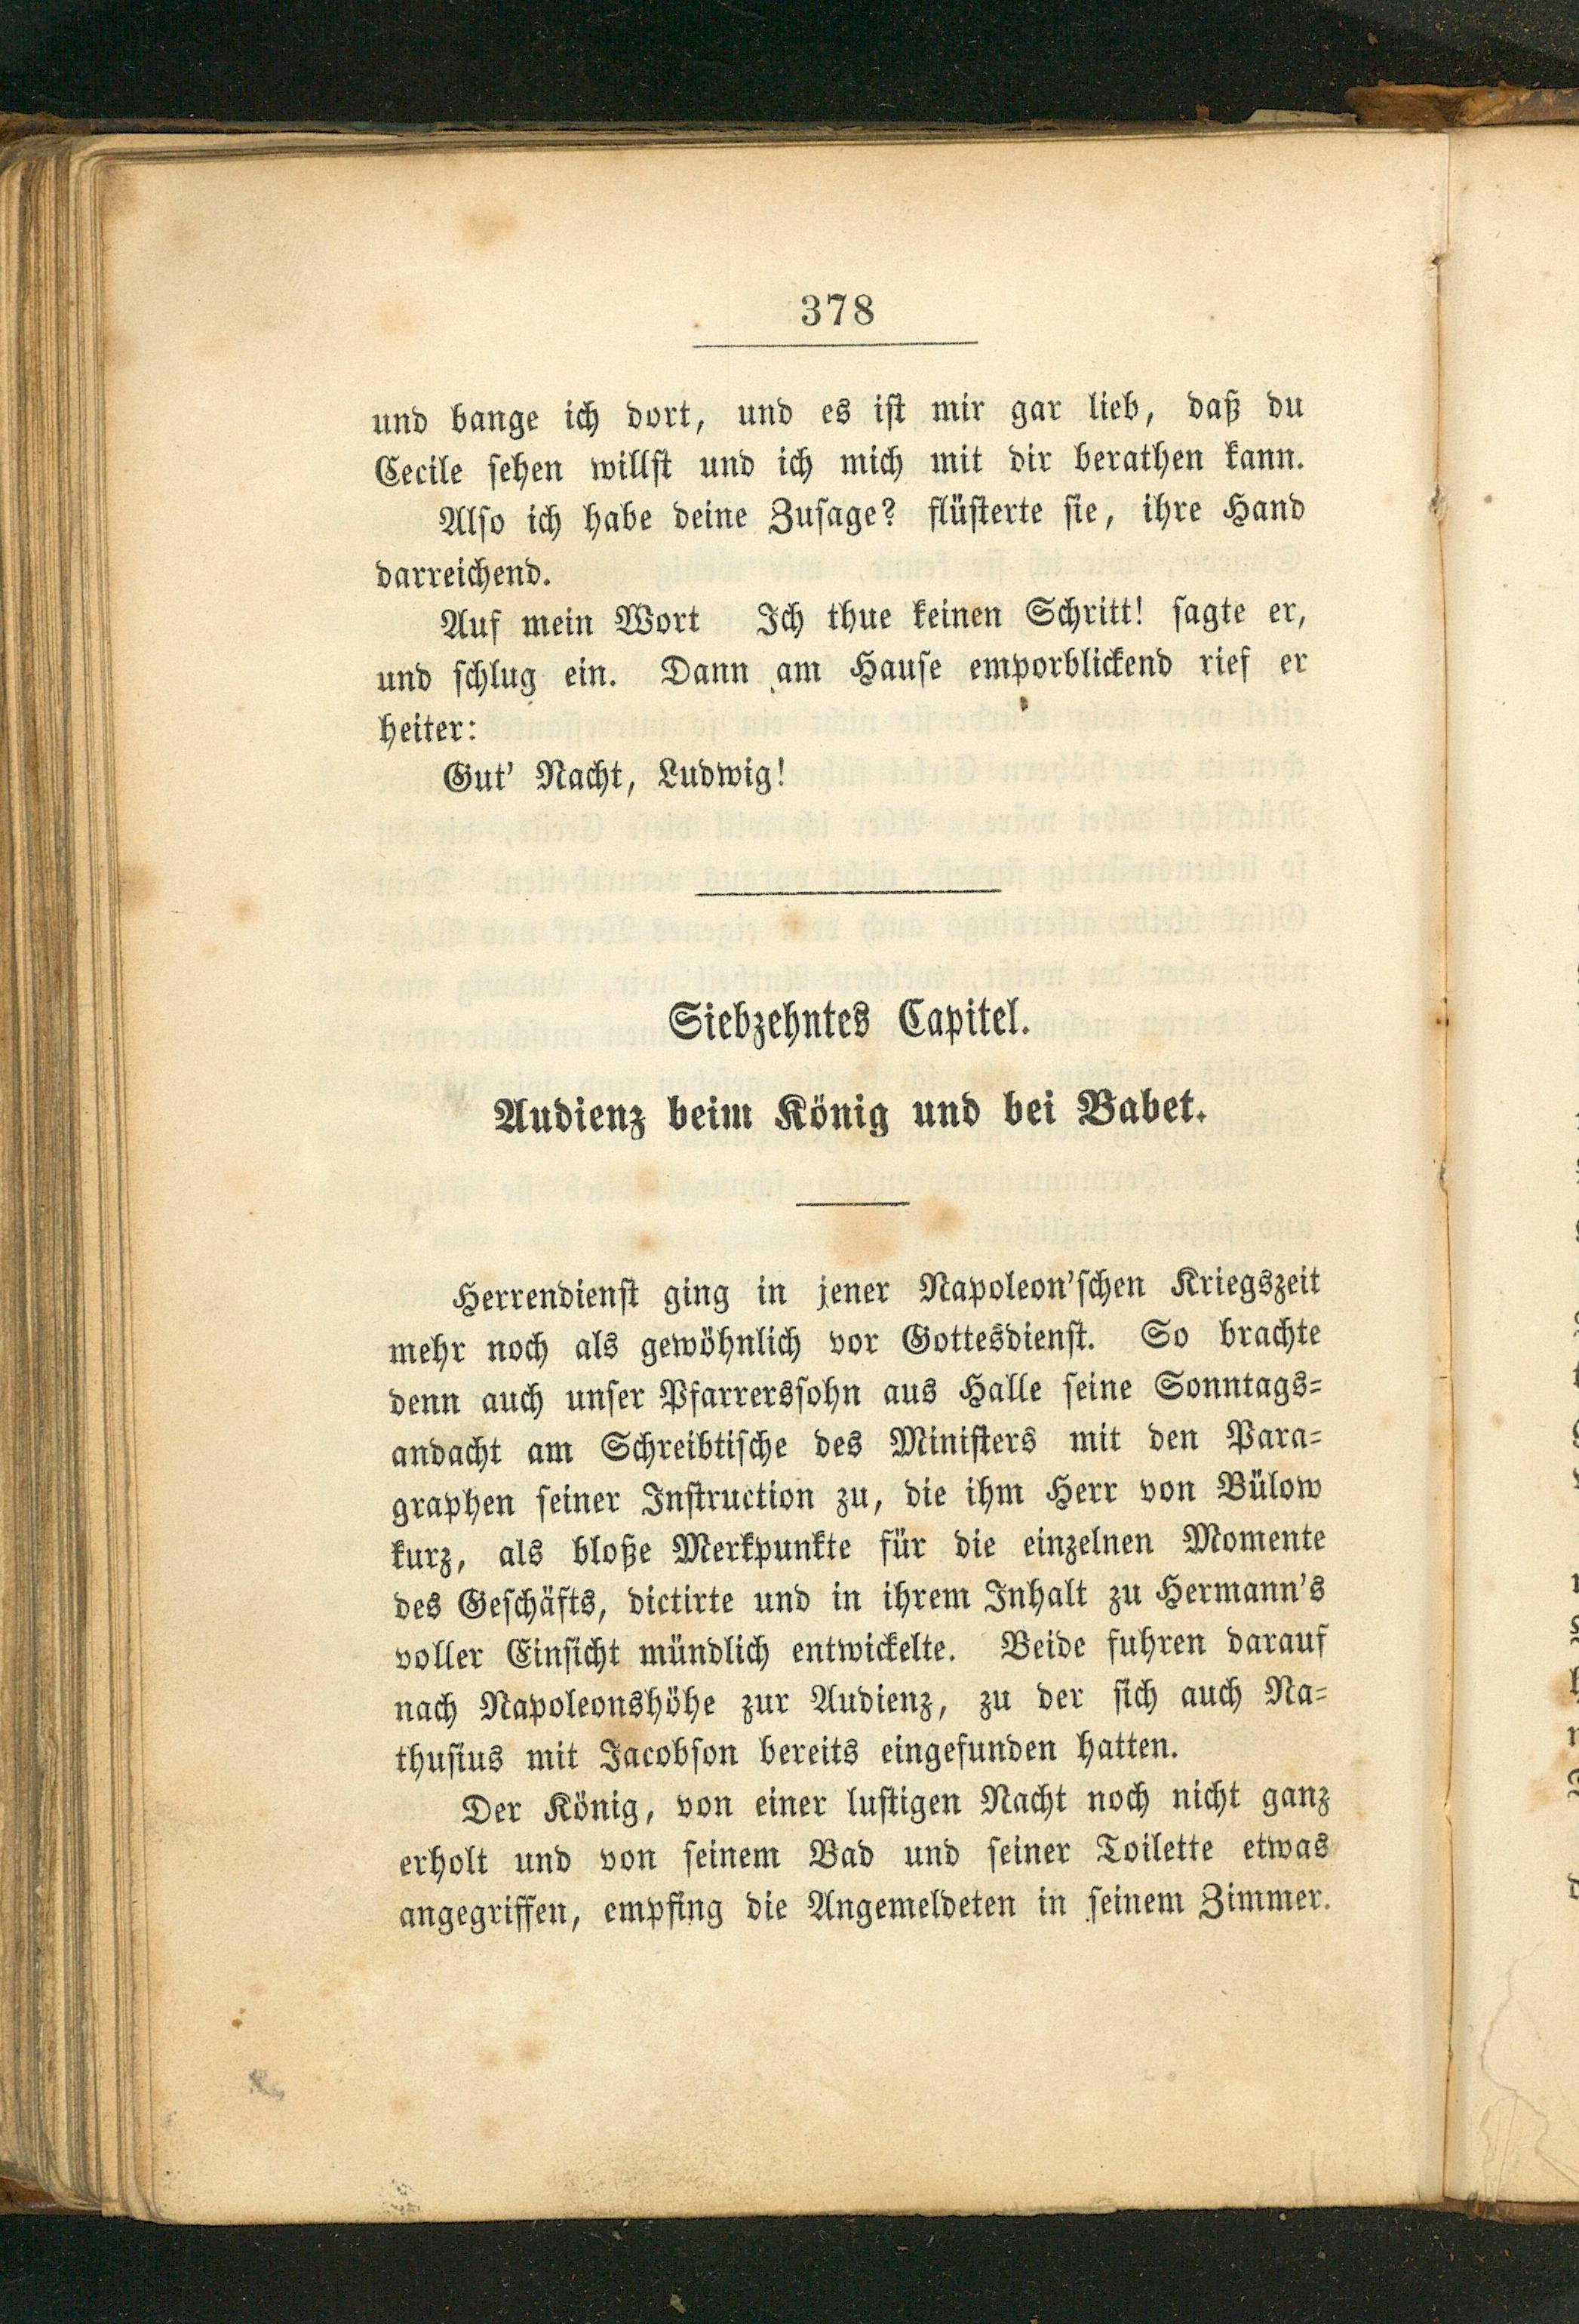 378
und bange ich dort, und es ist mir gar lieb, daß du
Cecile sehen willst und ich mich mit dir berathen kann.
Also ich habe deine Zusage? flüsterte sie, ihre Hand
darreichend.
Auf mein Wort Ich thue keinen Schritt! sagte er,
und schlug ein. Dann am Hause emporblickend rief er
heiter:
Gut' Nacht, Ludwig!
Siebzehntes Capitel.
Audienz beim König und bei Babet.
Herrendienst ging in jener Napoleon'schen Kriegszeit
mehr noch als gewöhnlich vor Gottesdienst. So brachte
denn auch unser Pfarrerssohn aus Halle seine Sonntags-
andacht am Schreibtische des Ministers mit den Para-
graphen seiner Instruction zu, die ihm Herr von Bülow
kurz, als bloße Merkpunkte für die einzelnen Momente
des Geschäfts, dictirte und in ihrem Inhalt zu Hermann's
voller Einsicht mündlich entwickelte. Beide fuhren darauf
nach Napoleonshöhe zur Audienz, zu der sich auch Na-
thusius mit Jacobson bereits eingefunden hatten.
Der König, von einer lustigen Nacht noch nicht ganz
erholt und von seinem Bad und seiner Toilette etwas
angegriffen, empfing die Angemeldeten in seinem Zimmer.